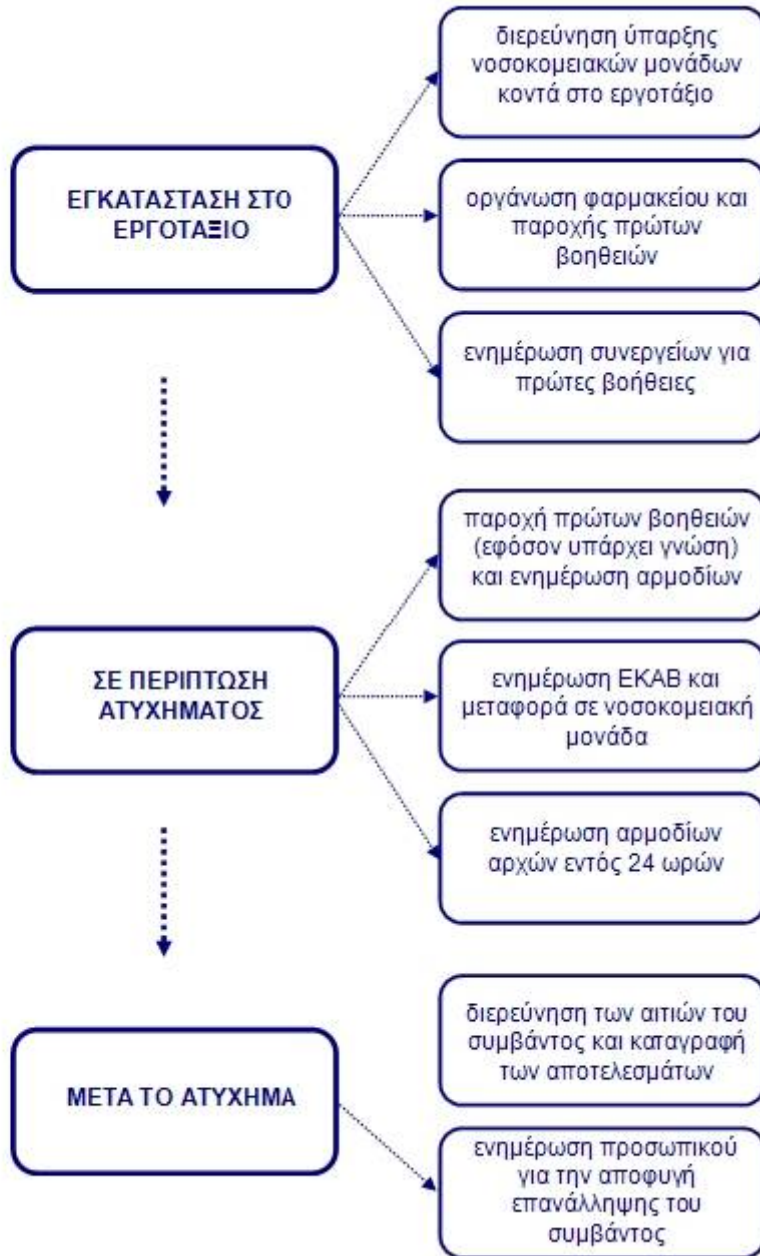 διερεύνηση ύπαρξης
νοσοκομειακών μονάδων
κοντά στο εργοτάξιο
ΕΓΚΑΤΑΣΤΑΣΗ ΣΤΟ
ΕΡΓΟΤΑΞΙΟ
οργάνωση φαρμακείου και
παροχής πρώτων
βοηθειών
ενημέρωση συνεργείων για
πρώτες βοήθειες
παροχή πρώτων βοηθειών
(εφόσον υπάρχει γνώση)
και ενημέρωση αρμοδίων
ΣΕ ΠΕΡΙΠΤΩΣΗ
ΑΤΥΧΗΜΑΤΟΣ
ενημέρωση ΕΚΑΒ και
μεταφορά σε νοσοκομειακή
μονάδα
ενημέρωση αρμοδίων
αρχών εντός 24 ωρών
διερεύνηση των αιτιών του
συμβάντος και καταγραφή
των αποτελεσμάτων
ΜΕΤΑ ΤΟ ΑΤΥΧΗΜΑ
ενημέρωση προσωπικού
για την αποφυγή
επανάλληψης του
συμβάντος